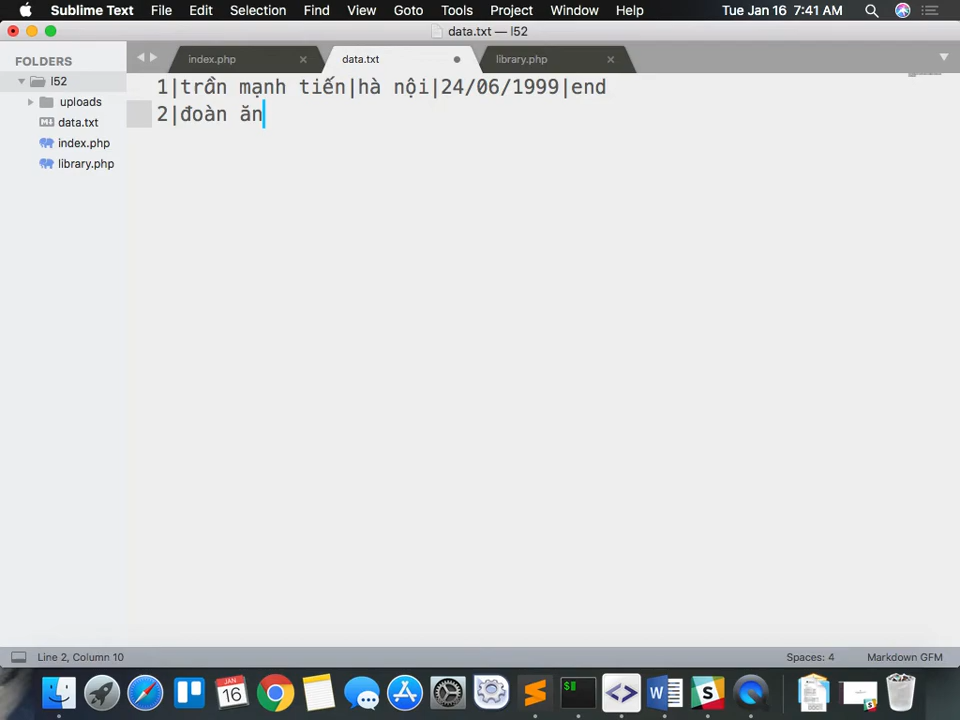 Sublime Text File Edit Selection Find View Goto Tools Project Window Help Tue Jan 16 7:41 AM
data.txt — l52
FOLDERS
l52
uploads
data.txt
index.php
library.php
index.php data.txt library.php
1|trần mạnh tiến|hà nội|24/06/1999|end
2|đoàn ăn
Line 2, Column 10 Spaces: 4 Markdown GFM
JAN
16